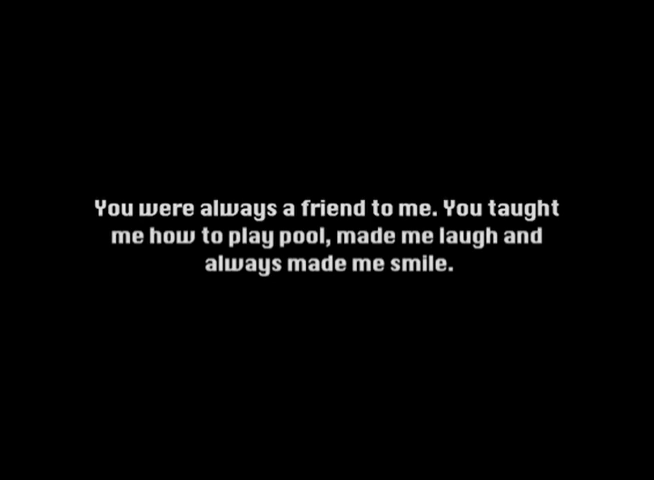 You were always a friend to me. You taught
me how to play pool, made me laugh and
always made me smile.